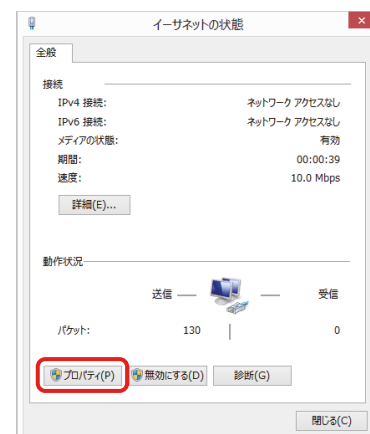 イーサネットの状態
全般
接続
IPv4 接続: ネットワーク アクセスなし
IPv6 接続: ネットワーク アクセスなし
メディアの状態: 有効
期間: 00:00:39
速度: 10.0 Mbps
詳細(E)...
動作状況
送信 — — 受信
パケット: 130 0
プロパティ(P) 無効にする(D) 診断(G)
閉じる(C)